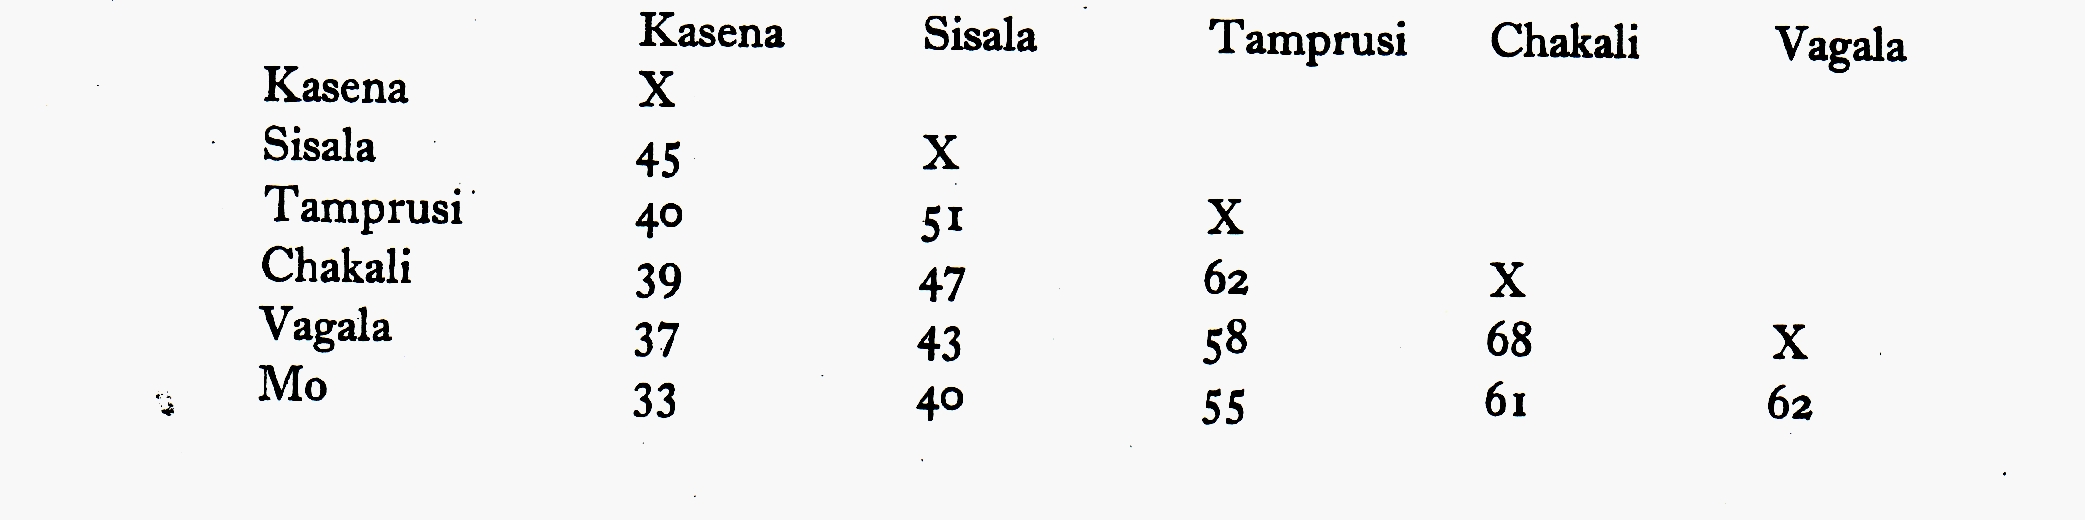 Kasena Sisala Tamprusi Chakali Vagala
Kasena X
Sisala 45 X
Tamprusi 40 51 X
Chakali 39 47 62 X
Vagala 37 43 58 68 X
Mo 33 40 55 61 62